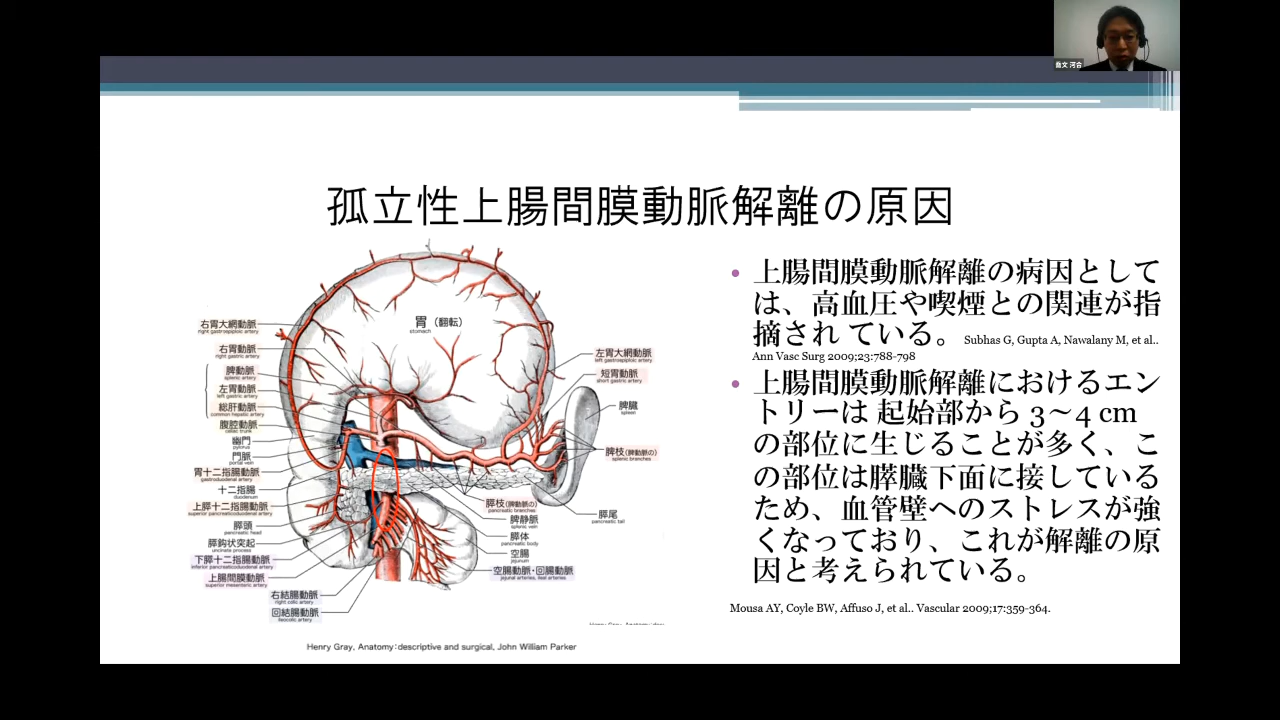 斎文 河合
孤立性上腸間膜動脈解離の原因
胃（翻転）
stomach
右胃大網動脈
right gastroepiploic artery
右胃動脈
right gastric artery
脾動脈
splenic artery
左胃動脈
left gastric artery
総肝動脈
common hepatic artery
腹腔動脈
celiac trunk
幽門
pylorus
門脈
portal vein
胃十二指腸動脈
gastroduodenal artery
十二指腸
duodenum
上膵十二指腸動脈
superior pancreaticoduodenal artery
膵頭
pancreatic head
膵鈎状突起
uncinate process
下膵十二指腸動脈
inferior pancreaticoduodenal artery
上腸間膜動脈
superior mesenteric artery
右結腸動脈
right colic artery
回結腸動脈
ileocolic artery
左胃大網動脈
left gastroepiploic artery
短胃動脈
short gastric artery
脾臓
spleen
脾枝(脾動脈の)
splenic branches
膵枝(脾動脈の)
pancreatic branches
脾静脈
splenic vein
膵尾
pancreatic tail
膵体
pancreatic body
空腸
jejunum
空腸動脈・回腸動脈
jejunal arteries, ileal arteries
Henry Gray, Anatomy:descriptive and surgical, John William Parker
• 上腸間膜動脈解離の病因として
は、高血圧や喫煙との関連が指
摘され ている。 Subhas G, Gupta A, Nawalany M, et al..
Ann Vasc Surg 2009;23:788-798
• 上腸間膜動脈解離におけるエン
トリーは 起始部から 3～4 cm
の部位に生じることが多く、こ
の部位は膵臓下面に接している
ため、血管壁へのストレスが強
くなっており、これが解離の原
因と考えられている。
Mousa AY, Coyle BW, Affuso J, et al.. Vascular 2009;17:359-364.